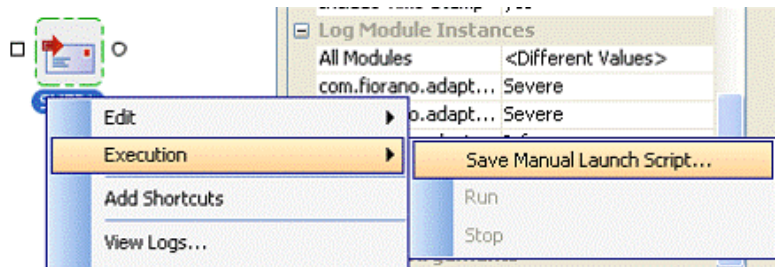 Log Module Instances
All Modules <Different Values>
com.fiorano.adapt... Severe
o.adapt... Severe
Edit
Execution
Save Manual Launch Script...
Add Shortcuts
Run
View Logs...
Stop